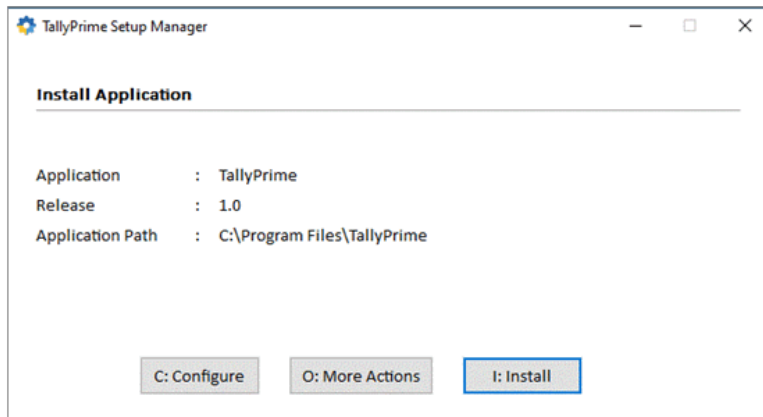 TallyPrime Setup Manager
Install Application
Application : TallyPrime
Release : 1.0
Application Path : C:\Program Files\TallyPrime
C: Configure O: More Actions I: Install